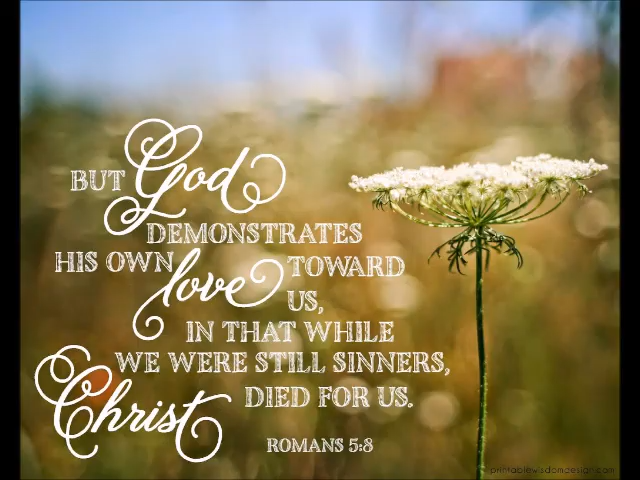 BUT God
DEMONSTRATES
HIS OWN love TOWARD
US,
IN THAT WHILE
WE WERE STILL SINNERS,
Christ DIED FOR US.
ROMANS 5:8
printablewisdomdesign.com